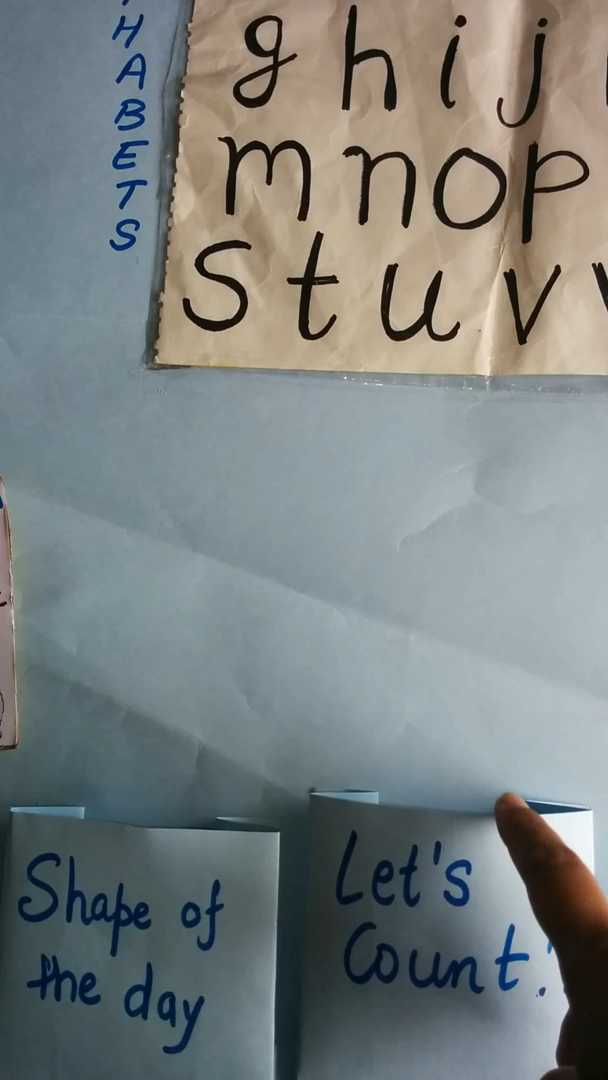 HABETS
g h i j
m n o p
s t u v
Shape of
the day
Let's
Count!